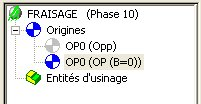 FRAISAGE (Phase 10)
Origines
OP0 (Opp)
OP0 (OP (B=0))
Entités d'usinage